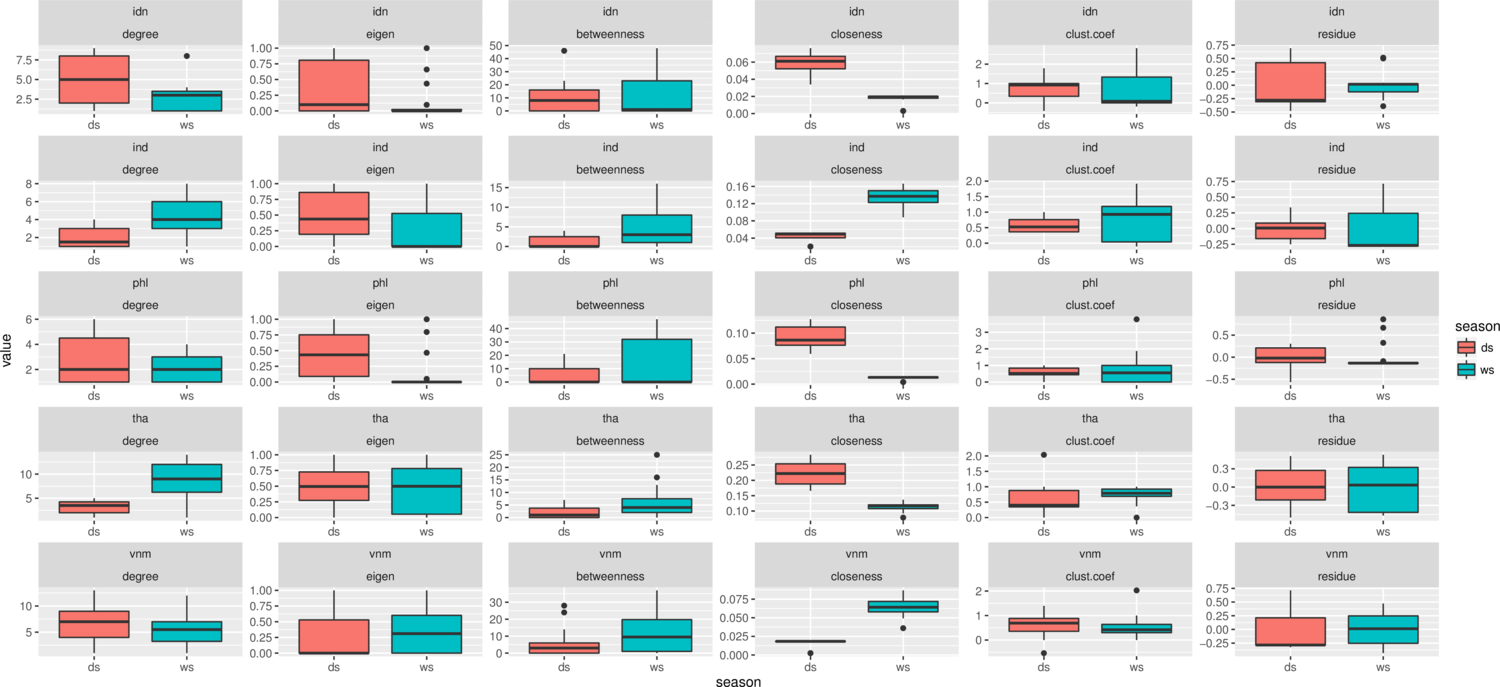 idn idn idn idn idn idn
degree eigen betweenness closeness clust.coef residue
7.5 5.0 2.5
1.00 0.75 0.50 0.25 0.00
50 40 30 20 10 0
0.06 0.04 0.02 0.00
2 1 0
0.75 0.50 0.25 0.00 −0.25 −0.50
ds ws ds ws ds ws ds ws ds ws ds ws
ind ind ind ind ind ind
degree eigen betweenness closeness clust.coef residue
8 6 4 2
1.00 0.75 0.50 0.25 0.00
15 10 5 0
0.16 0.12 0.08 0.04
2.0 1.5 1.0 0.5 0.0
0.75 0.50 0.25 0.00 −0.25
ds ws ds ws ds ws ds ws ds ws ds ws
phl phl phl phl phl phl
degree eigen betweenness closeness clust.coef residue
6 4 2
1.00 0.75 0.50 0.25 0.00
40 30 20 10 0
0.10 0.05 0.00
3 2 1 0
0.5 0.0 −0.5
ds ws ds ws ds ws ds ws ds ws ds ws
tha tha tha tha tha tha
degree eigen betweenness closeness clust.coef residue
10 5
1.00 0.75 0.50 0.25 0.00
25 20 15 10 5 0
0.25 0.20 0.15 0.10
2.0 1.5 1.0 0.5 0.0
0.3 0.0 −0.3
ds ws ds ws ds ws ds ws ds ws ds ws
vnm vnm vnm vnm vnm vnm
degree eigen betweenness closeness clust.coef residue
10 5
1.00 0.75 0.50 0.25 0.00
30 20 10 0
0.075 0.050 0.025 0.000
2 1 0
0.75 0.50 0.25 0.00 −0.25
ds ws ds ws ds ws ds ws ds ws ds ws
value
season
season
ds
ws